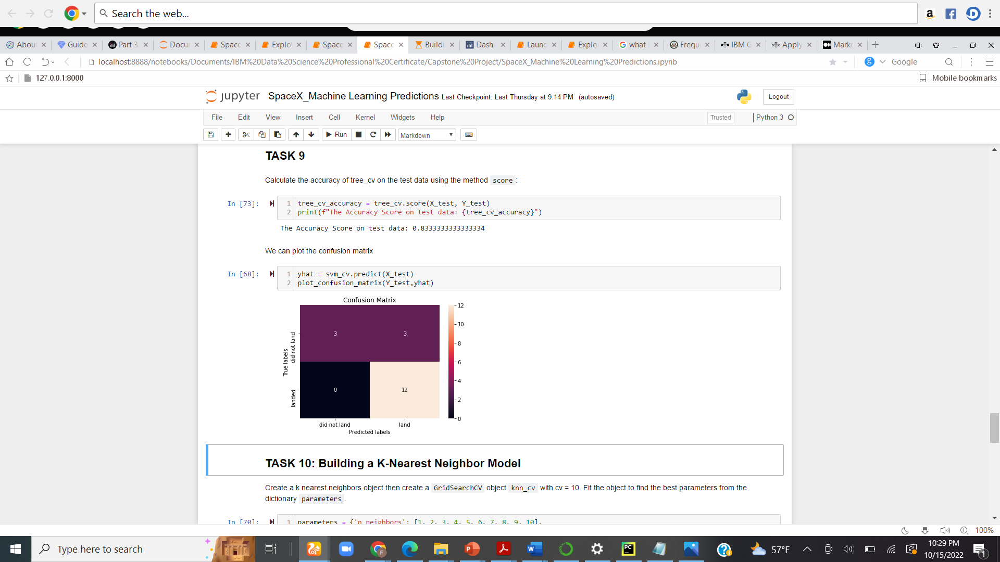 Search the web...
Abou
Guide
Part 3.
Docu
Space
Explo
Space
Space
Buildi
Dash
Launc
Explo
what
Frequ
IBM G
Apply
Marko
localhost:8888/notebooks/Documents/IBM%20Data%20Science%20Professional%20Certificate/Capstone%20Project/SpaceX_Machine%20Learning%20Predictions.ipynb
Google
127.0.0.1:8000
Mobile bookmarks
jupyter SpaceX_Machine Learning Predictions Last Checkpoint: Last Thursday at 9:14 PM (autosaved)
Logout
File Edit View Insert Cell Kernel Widgets Help
Trusted
Python 3
Run
Markdown
TASK 9
Calculate the accuracy of tree_cv on the test data using the method score :
In [73]:
1 tree_cv_accuracy = tree_cv.score(X_test, Y_test)
2 print(f"The Accuracy Score on test data: {tree_cv_accuracy}")
The Accuracy Score on test data: 0.8333333333333334
We can plot the confusion matrix
In [68]:
1 yhat = svm_cv.predict(X_test)
2 plot_confusion_matrix(Y_test,yhat)
Confusion Matrix
True labels
did not land
landed
3
3
0
12
did not land
land
Predicted labels
12
10
8
6
4
2
0
TASK 10: Building a K-Nearest Neighbor Model
Create a k nearest neighbors object then create a GridSearchCV object knn_cv with cv = 10. Fit the object to find the best parameters from the
dictionary parameters .
In [70]:
1 parameters = {'n_neighbors': [1, 2, 3, 4, 5, 6, 7, 8, 9, 10],
100%
Type here to search
57°F
10:29 PM
10/15/2022
1